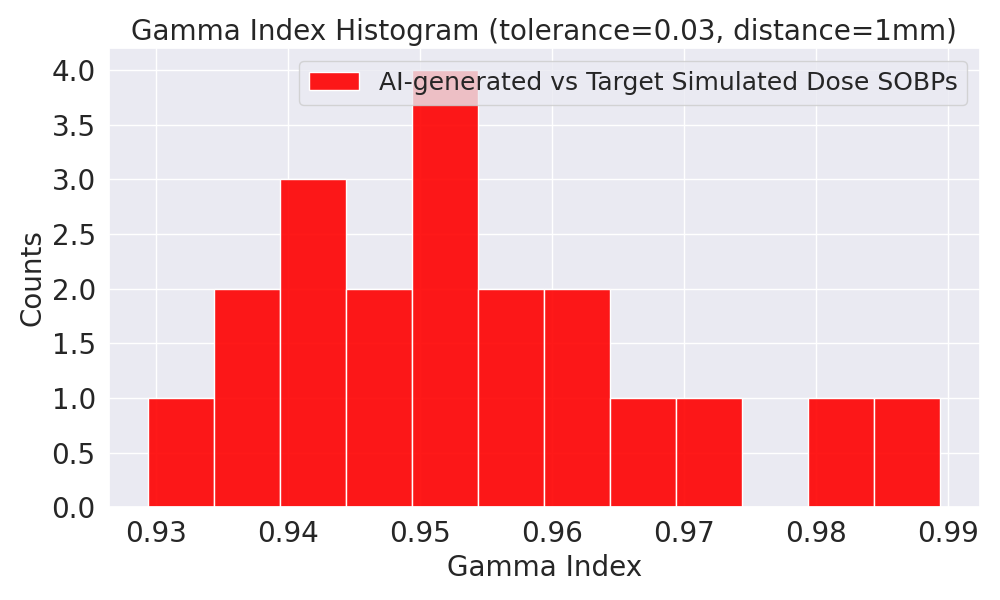 Gamma Index Histogram (tolerance=0.03, distance=1mm)
AI-generated vs Target Simulated Dose SOBPs
Counts
4.0
3.5
3.0
2.5
2.0
1.5
1.0
0.5
0.0
0.93 0.94 0.95 0.96 0.97 0.98 0.99
Gamma Index